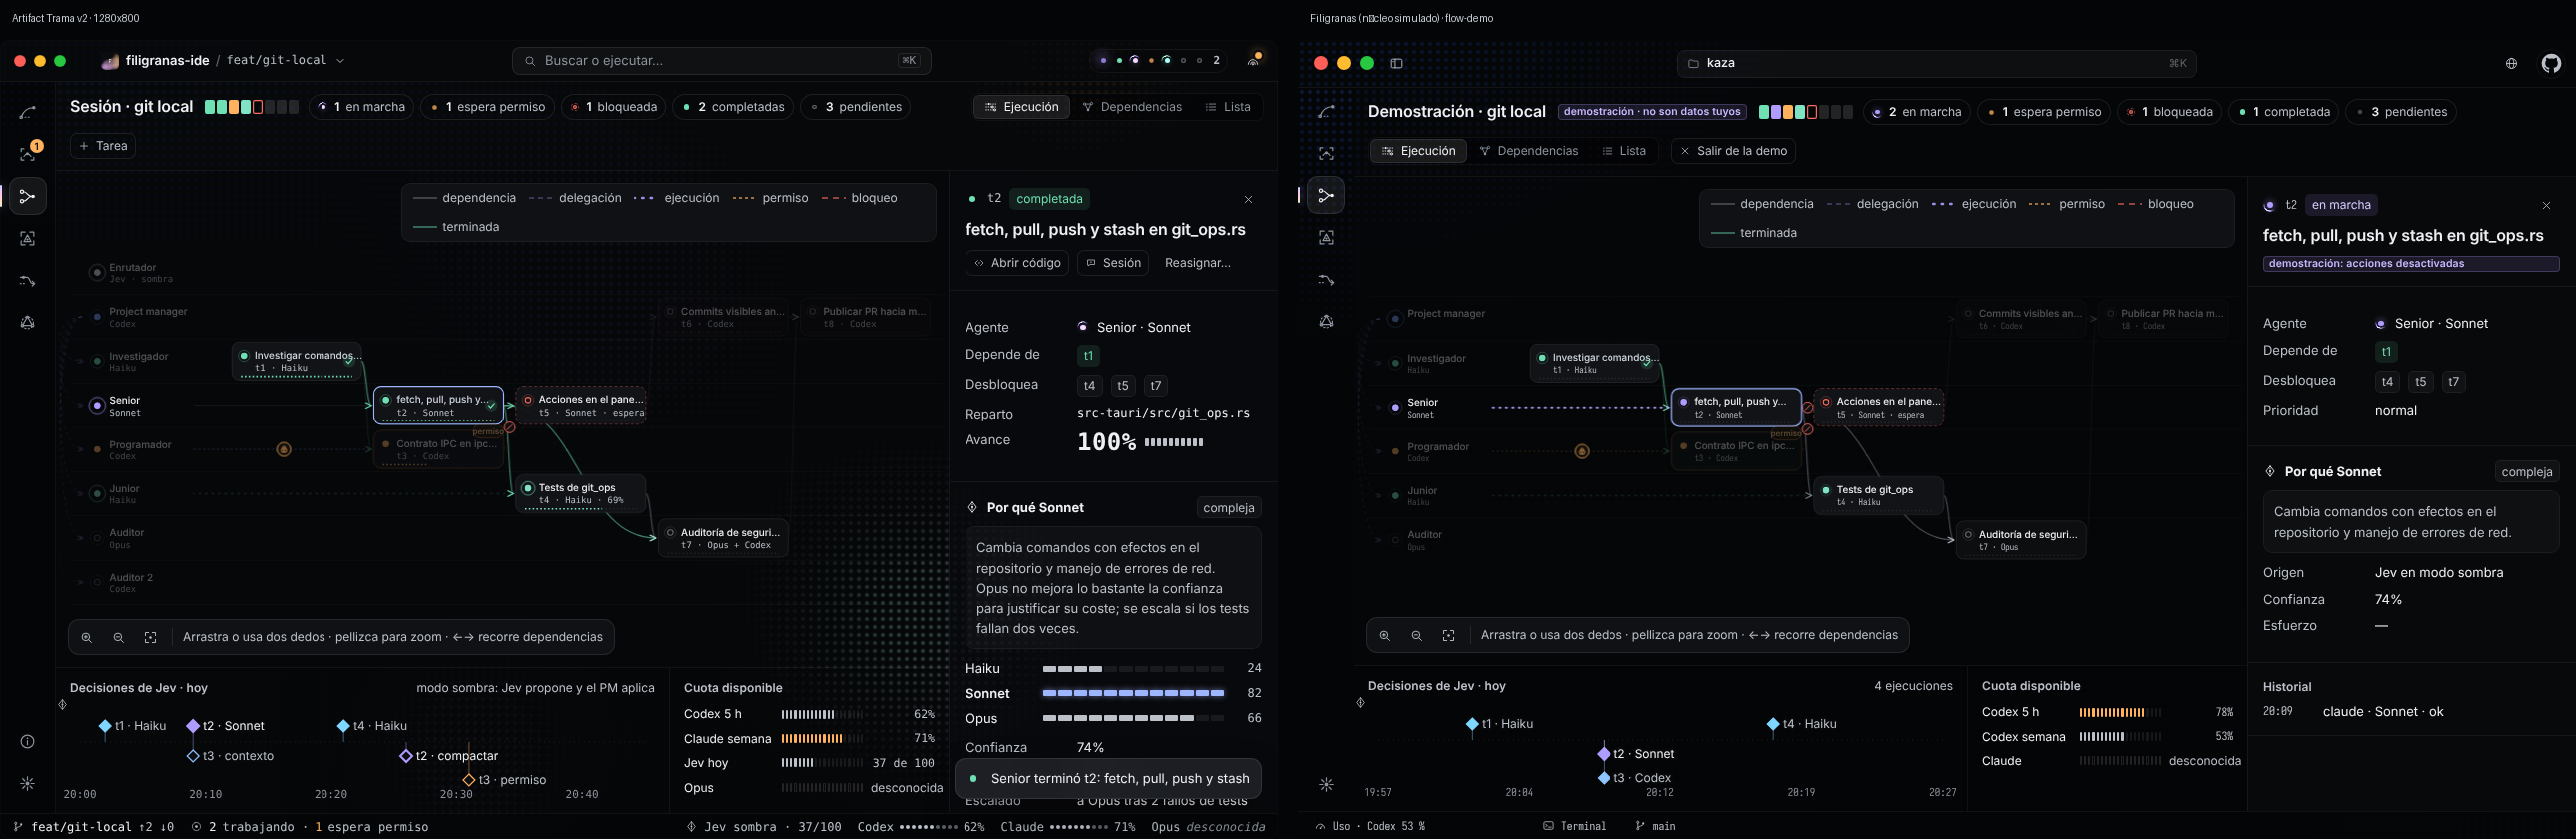 Artifact Trama v2 · 1280x800
filigranas-ide / feat/git-local
Buscar o ejecutar...
⌘K
2
Sesión · git local
1 en marcha
1 espera permiso
1 bloqueada
2 completadas
3 pendientes
Ejecución
Dependencias
Lista
+ Tarea
1
dependencia
delegación
ejecución
permiso
bloqueo
terminada
Enrutador
Jev · sombra
Project manager
Codex
Commits visibles an...
t6 · Codex
Publicar PR hacia m...
t8 · Codex
Investigador
Haiku
Investigar comandos...
t1 · Haiku
Senior
Sonnet
fetch, pull, push y...
t2 · Sonnet
Acciones en el pane...
t5 · Sonnet · espera
permiso
Programador
Codex
Contrato IPC en ipc...
t3 · Codex
Junior
Haiku
Tests de git_ops
t4 · Haiku · 69%
Auditor
Opus
Auditoría de seguri...
t7 · Opus + Codex
Auditor 2
Codex
Arrastra o usa dos dedos · pellizca para zoom · ←→ recorre dependencias
t2 completada
fetch, pull, push y stash en git_ops.rs
Abrir código
Sesión
Reasignar...
Agente Senior · Sonnet
Depende de t1
Desbloquea t4 t5 t7
Reparto src-tauri/src/git_ops.rs
Avance 100%
Por qué Sonnet compleja
Cambia comandos con efectos en el
repositorio y manejo de errores de red.
Opus no mejora lo bastante la confianza
para justificar su coste; se escala si los tests
fallan dos veces.
Haiku 24
Sonnet 82
Opus 66
Confianza 74%
Senior terminó t2: fetch, pull, push y stash
Escalado a Opus tras 2 fallos de tests
Decisiones de Jev · hoy
modo sombra: Jev propone y el PM aplica
t1 · Haiku
t2 · Sonnet
t4 · Haiku
t3 · contexto
t2 · compactar
t3 · permiso
20:00 20:10 20:20 20:30 20:40
Cuota disponible
Codex 5 h 62%
Claude semana 71%
Jev hoy 37 de 100
Opus desconocida
feat/git-local ↑2 ↓0
2 trabajando · 1 espera permiso
Jev sombra · 37/100
Codex 62%
Claude 71%
Opus desconocida
Filigranas (núcleo simulado) · flow-demo
kaza
⌘K
Demostración · git local
demostración · no son datos tuyos
2 en marcha
1 espera permiso
1 bloqueada
1 completada
3 pendientes
Ejecución
Dependencias
Lista
Salir de la demo
dependencia
delegación
ejecución
permiso
bloqueo
terminada
Project manager
Commits visibles an...
t6 · Codex
Publicar PR hacia m...
t8 · Codex
Investigador
Haiku
Investigar comandos...
t1 · Haiku
Senior
Sonnet
fetch, pull, push y...
t2 · Sonnet
Acciones en el pane...
t5 · Sonnet · espera
permiso
Programador
Codex
Contrato IPC en ipc...
t3 · Codex
Junior
Haiku
Tests de git_ops
t4 · Haiku
Auditor
Opus
Auditoría de seguri...
t7 · Opus
Arrastra o usa dos dedos · pellizca para zoom · ←→ recorre dependencias
t2 en marcha
fetch, pull, push y stash en git_ops.rs
demostración: acciones desactivadas
Agente Senior · Sonnet
Depende de t1
Desbloquea t4 t5 t7
Prioridad normal
Por qué Sonnet compleja
Cambia comandos con efectos en el
repositorio y manejo de errores de red.
Origen Jev en modo sombra
Confianza 74%
Esfuerzo —
Historial
20:09 claude · Sonnet · ok
Decisiones de Jev · hoy
4 ejecuciones
t1 · Haiku
t4 · Haiku
t2 · Sonnet
t3 · Codex
19:57 20:04 20:12 20:19 20:27
Cuota disponible
Codex 5 h 78%
Codex semana 53%
Claude desconocida
Uso · Codex 53 %
Terminal
main